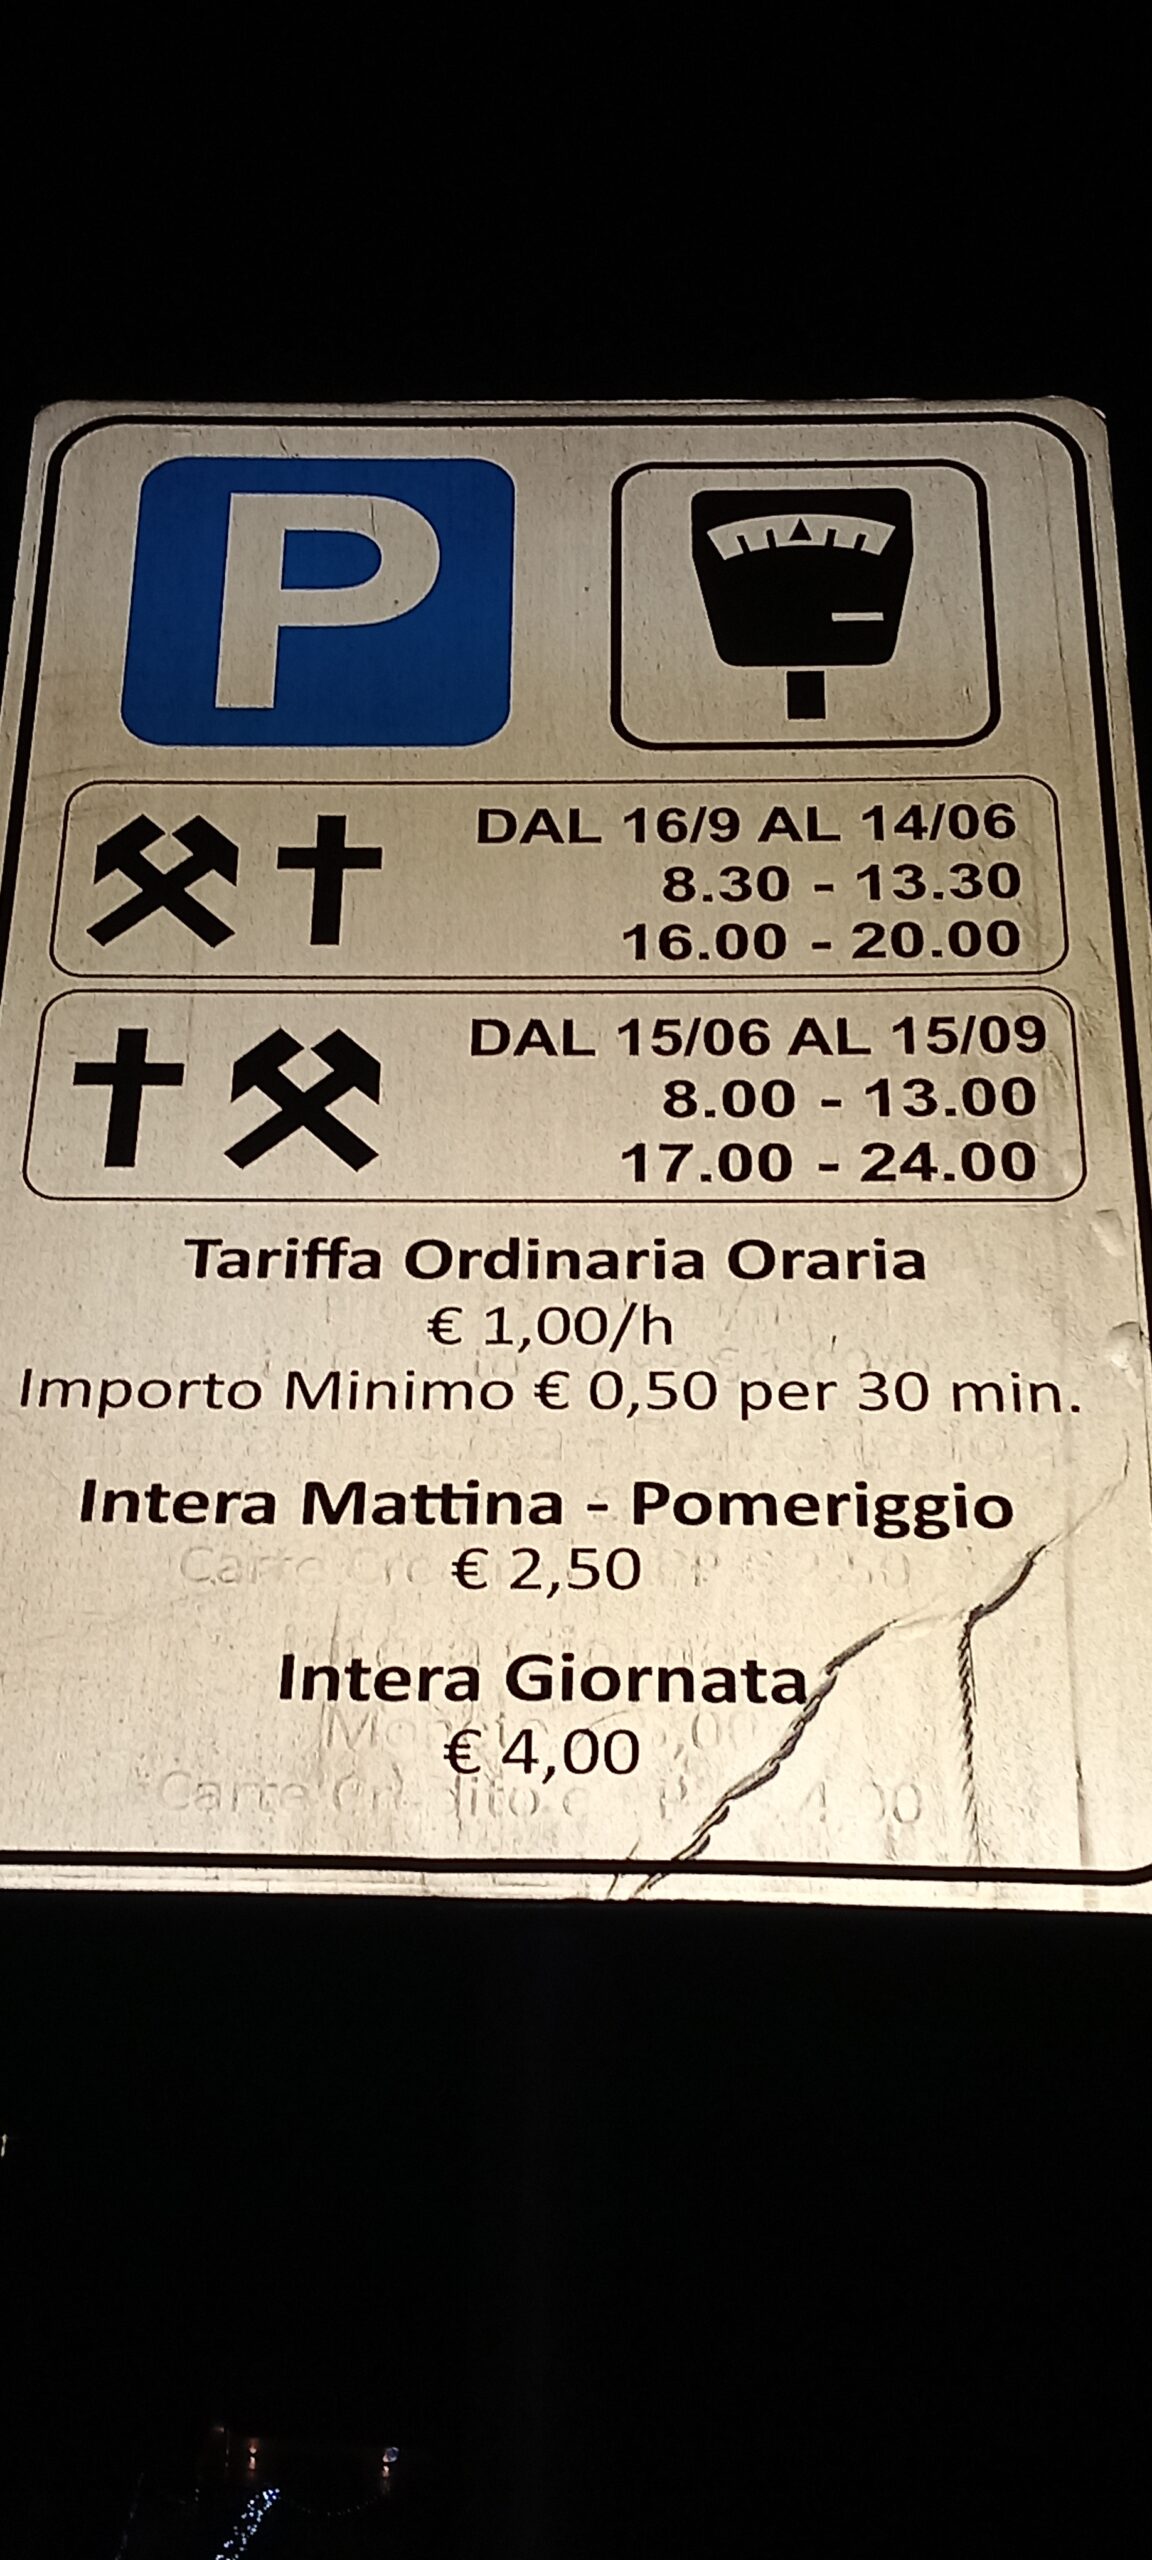 P
DAL 16/9 AL 14/06
8.30 - 13.30
16.00 - 20.00
DAL 15/06 AL 15/09
8.00 - 13.00
17.00 - 24.00
Tariffa Ordinaria Oraria
€ 1,00/h
Importo Minimo € 0,50 per 30 min.
Intera Mattina - Pomeriggio
€ 2,50
Intera Giornata
€ 4,00